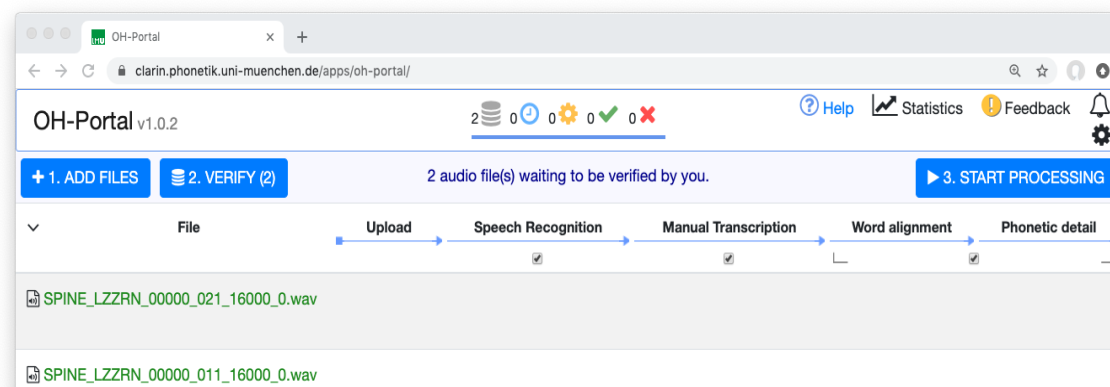 OH-Portal
clarin.phonetik.uni-muenchen.de/apps/oh-portal/
OH-Portal v1.0.2
2 0 0 0 0
Help Statistics Feedback
1. ADD FILES 2. VERIFY (2) 2 audio file(s) waiting to be verified by you. 3. START PROCESSING
File Upload Speech Recognition Manual Transcription Word alignment Phonetic detail
SPINE_LZZRN_00000_021_16000_0.wav
SPINE_LZZRN_00000_011_16000_0.wav